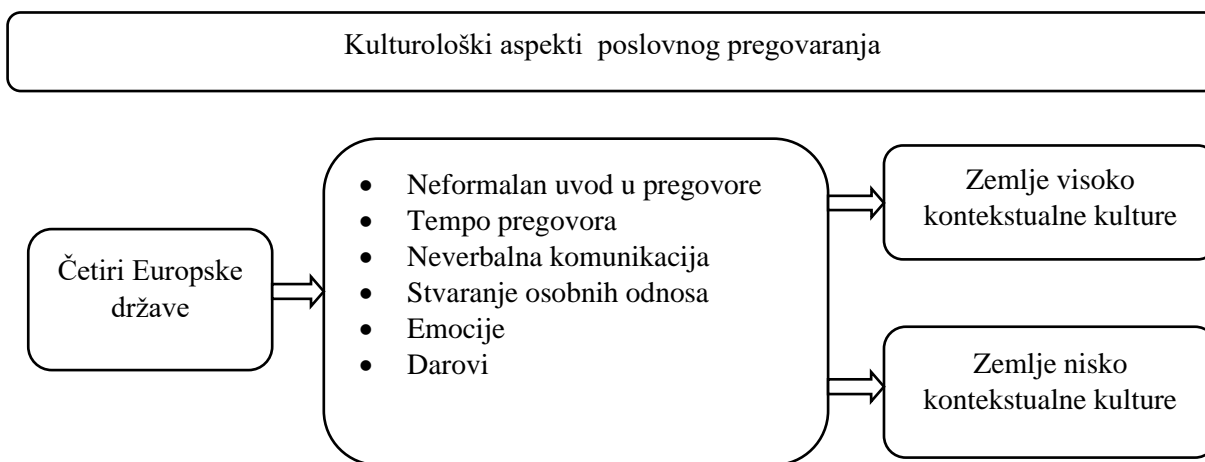 Kulturološki aspekti  poslovnog pregovaranja
Četiri Europske
države
• Neformalan uvod u pregovore
• Tempo pregovora
• Neverbalna komunikacija
• Stvaranje osobnih odnosa
• Emocije
• Darovi
Zemlje visoko
kontekstualne kulture
Zemlje nisko
kontekstualne kulture